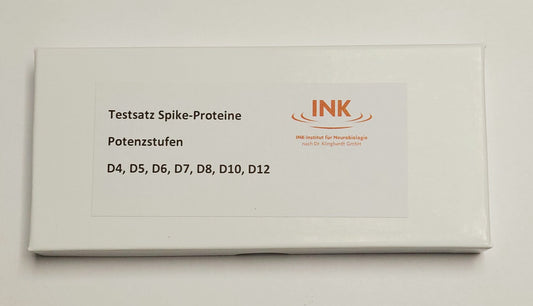 Testsatz Spike-Proteine
Potenzstufen
D4, D5, D6, D7, D8, D10, D12
INK
INK-Institut für Neurobiologie
nach Dr. Klinghardt GmbH